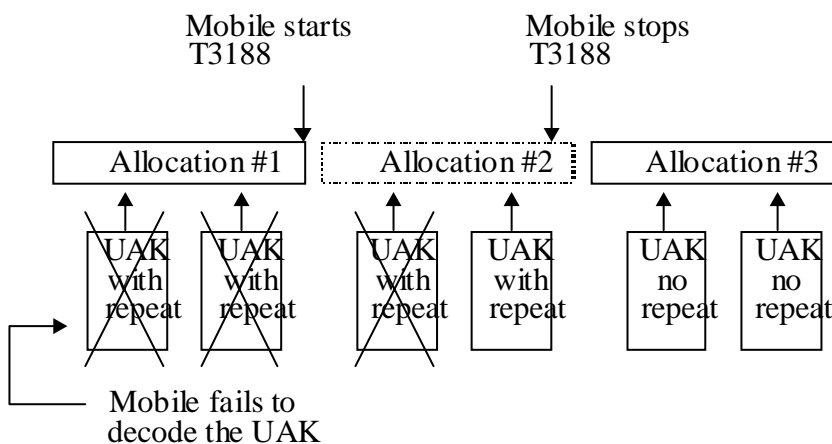 Mobile starts
T3188
Mobile stops
T3188
Allocation #1
Allocation #2
Allocation #3
UAK
with
repeat
UAK
with
repeat
UAK
with
repeat
UAK
with
repeat
UAK
no
repeat
UAK
no
repeat
Mobile fails to
decode the UAK